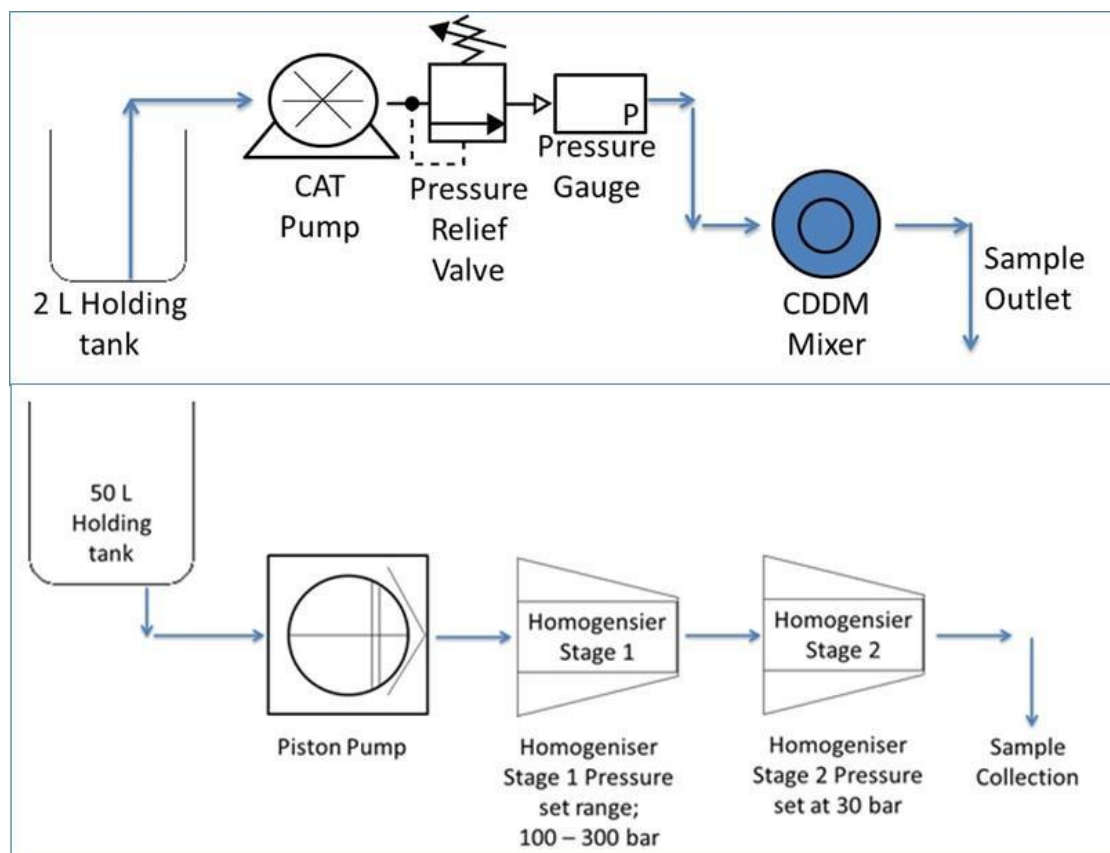 2 L Holding
tank
CAT
Pump
Pressure
Relief
Valve
P
Pressure
Gauge
CDDM
Mixer
Sample
Outlet
50 L
Holding
tank
Piston Pump
Homogensier
Stage 1
Homogeniser
Stage 1 Pressure
set range;
100 – 300 bar
Homogensier
Stage 2
Homogeniser
Stage 2 Pressure
set at 30 bar
Sample
Collection